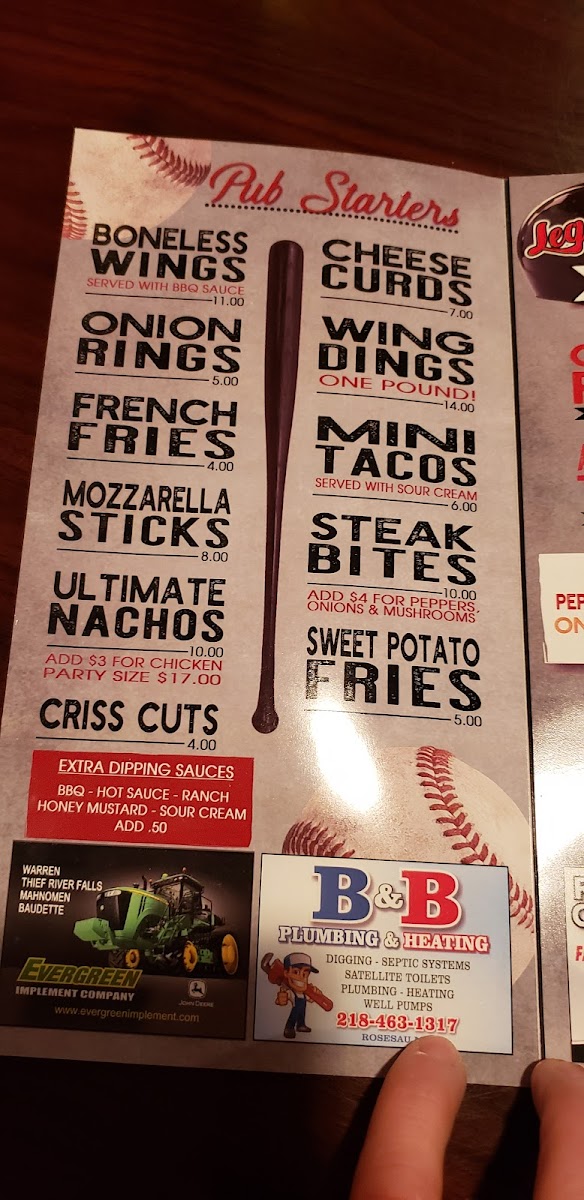 Pub Starters
BONELESS
WINGS
SERVED WITH BBQ SAUCE
11.00
ONION
RINGS
5.00
FRENCH
FRIES
4.00
MOZZARELLA
STICKS
8.00
ULTIMATE
NACHOS
10.00
ADD $3 FOR CHICKEN
PARTY SIZE $17.00
CRISS CUTS
4.00
EXTRA DIPPING SAUCES
BBQ - HOT SAUCE - RANCH
HONEY MUSTARD - SOUR CREAM
ADD .50
CHEESE
CURDS
7.00
WING
DINGS
ONE POUND!
14.00
MINI
TACOS
SERVED WITH SOUR CREAM
6.00
STEAK
BITES
10.00
ADD $4 FOR PEPPERS,
ONIONS & MUSHROOMS
SWEET POTATO
FRIES
5.00
WARREN
THIEF RIVER FALLS
MAHNOMEN
BAUDETTE
EVERGREEN
IMPLEMENT COMPANY
JOHN DEERE
www.evergreenimplement.com
B&B
PLUMBING & HEATING
DIGGING - SEPTIC SYSTEMS
SATELLITE TOILETS
PLUMBING - HEATING
WELL PUMPS
218-463-1317
ROSESAU
Leg
PEP
ON